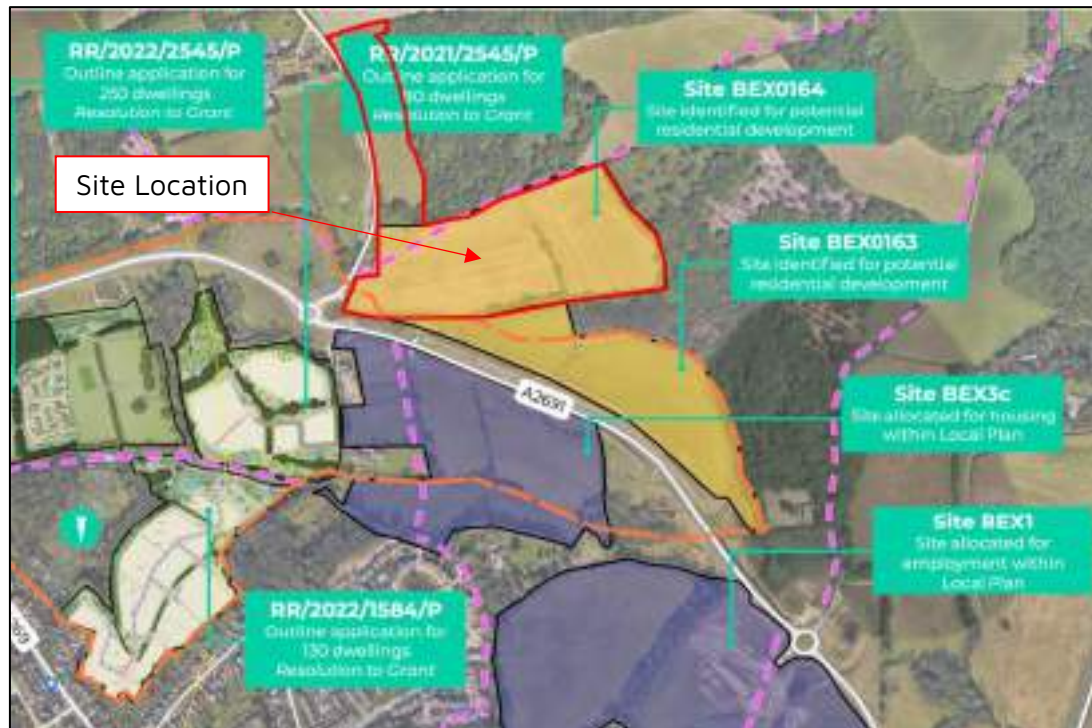 RR/2022/2545/P
Outline application for
250 dwellings
Resolution to Grant
RR/2021/2545/P
Outline application for
dwellings
Resolution to Grant
Site BEX0164
Site identified for potential
residential development
Site Location
Site BEX0163
Site identified for potential
residential development
A2691
Site BEX3c
Site allocated for housing
within Local Plan
Site BEX1
Site allocated for
employment within
Local Plan
RR/2022/1584/P
Outline application for
130 dwellings
Resolution to Grant